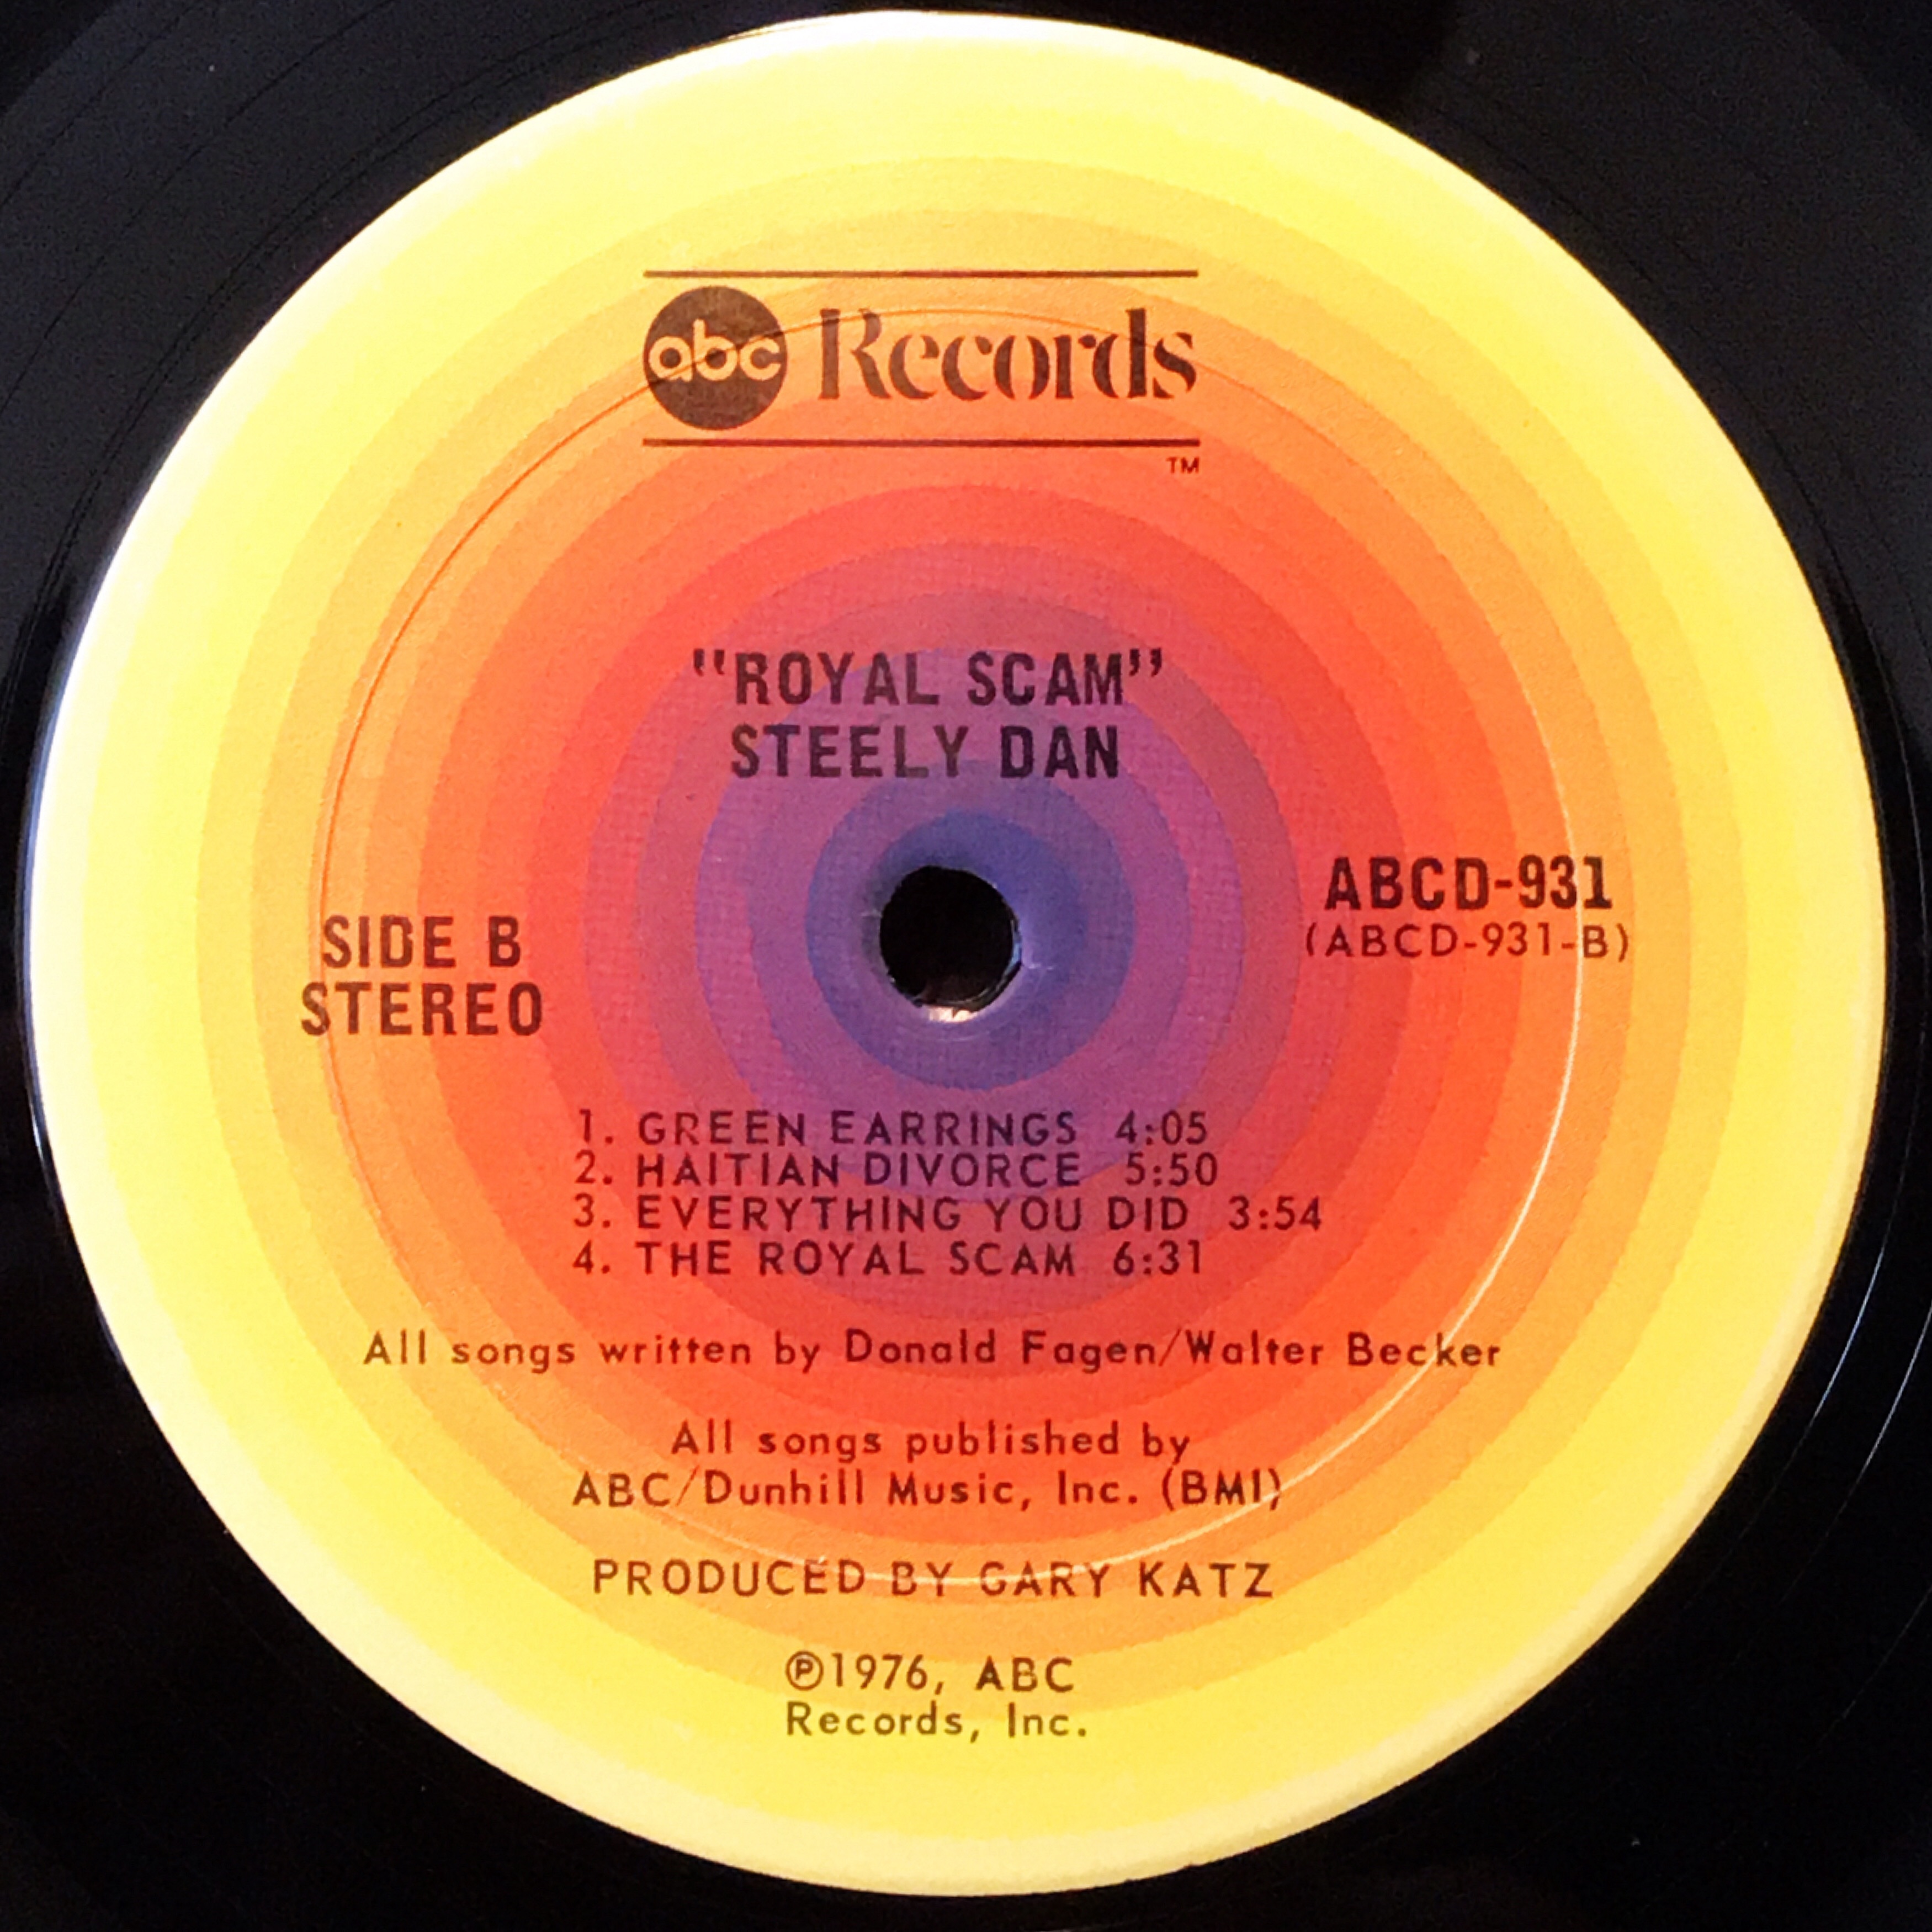 abc Records
TM
"ROYAL SCAM"
STEELY DAN
SIDE B
STEREO
ABCD-931
(ABCD-931-B)
1. GREEN EARRINGS 4:05
2. HAITIAN DIVORCE 5:50
3. EVERYTHING YOU DID 3:54
4. THE ROYAL SCAM 6:31
All songs written by Donald Fagen/Walter Becker
All songs published by
ABC/Dunhill Music, Inc. (BMI)
PRODUCED BY GARY KATZ
℗1976, ABC
Records, Inc.